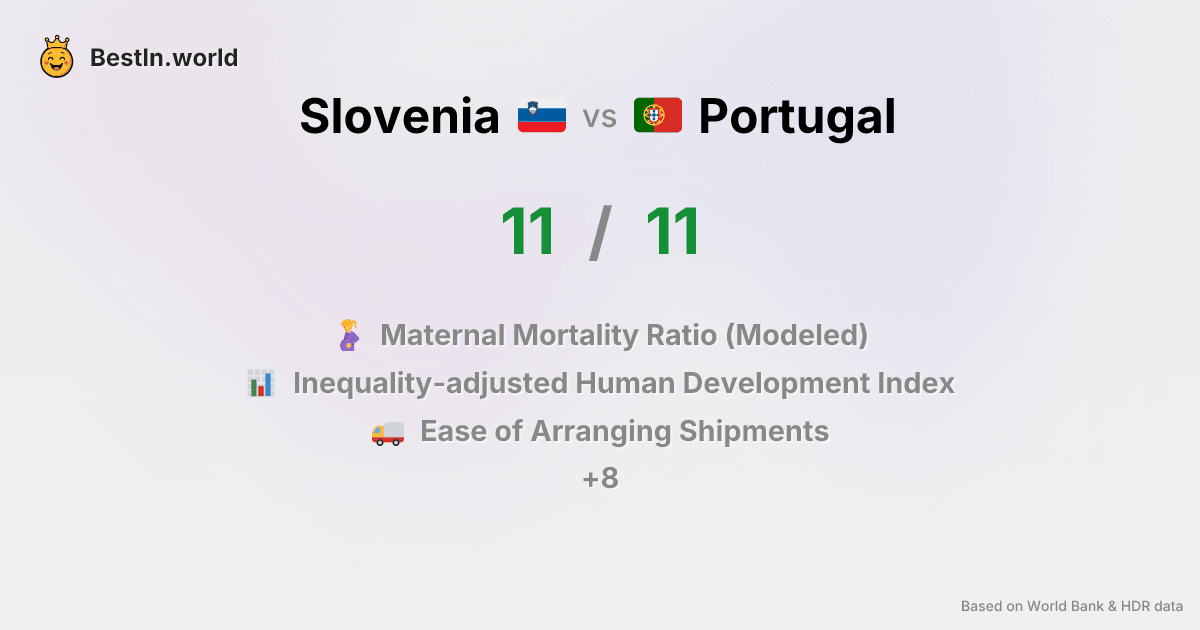 BestIn.world
Slovenia vs Portugal
11 / 11
Maternal Mortality Ratio (Modeled)
Inequality-adjusted Human Development Index
Ease of Arranging Shipments
+8
Based on World Bank & HDR data